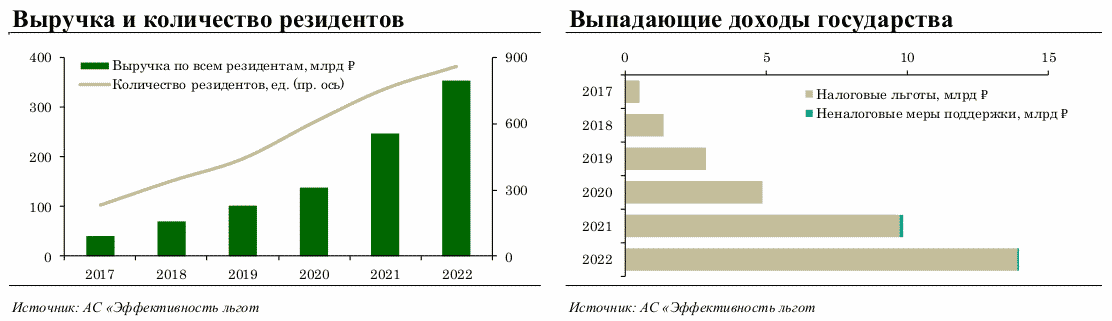 Выручка и количество резидентов
400
300
200
100
0
900
600
300
0
Выручка по всем резидентам, млрд ₽
Количество резидентов, ед. (пр. ось)
2017 2018 2019 2020 2021 2022
Источник: АС «Эффективность льгот
Выпадающие доходы государства
0 5 10 15
2017
2018
2019
2020
2021
2022
Налоговые льготы, млрд ₽
Неналоговые меры поддержки, млрд ₽
Источник: АС «Эффективность льгот